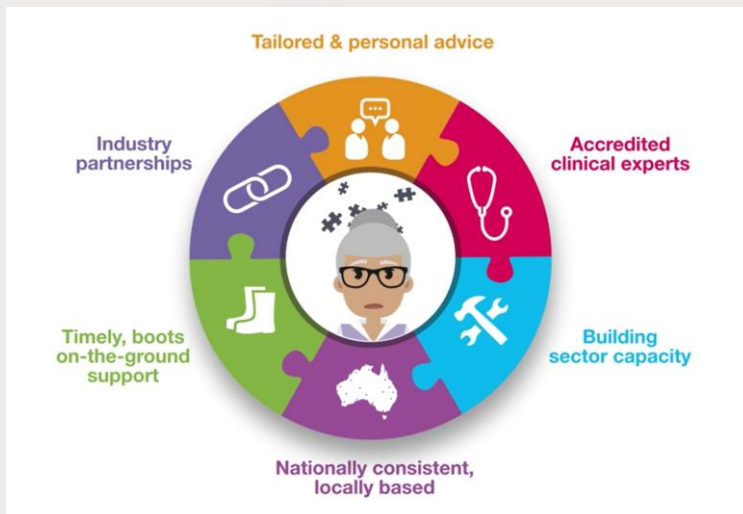 Tailored & personal advice
Industry
partnerships
Accredited
clinical experts
Timely, boots
on-the-ground
support
Building
sector capacity
Nationally consistent,
locally based